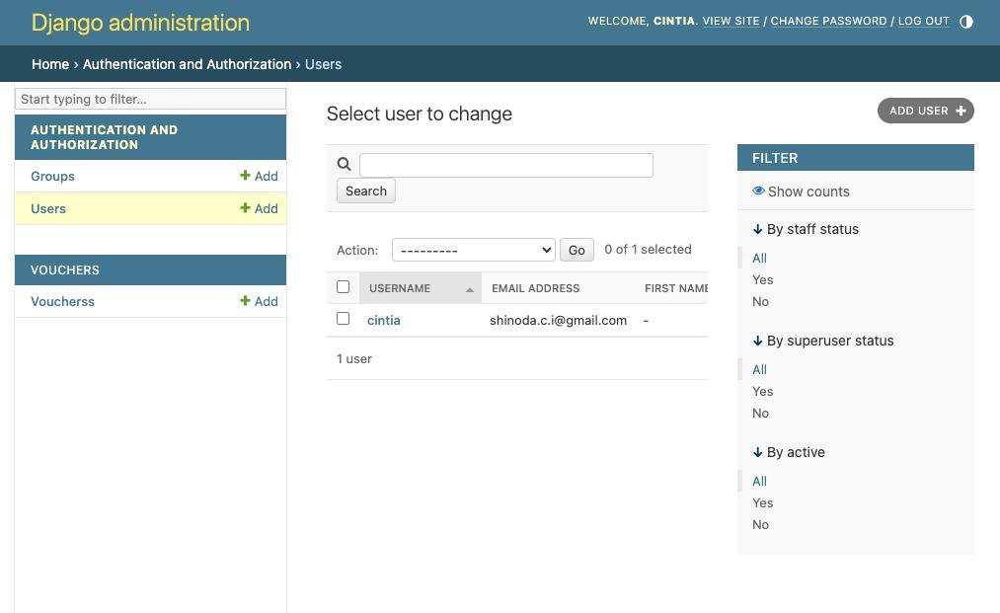 Django administration
WELCOME, CINTIA. VIEW SITE / CHANGE PASSWORD / LOG OUT
Home › Authentication and Authorization › Users
Start typing to filter...
AUTHENTICATION AND
AUTHORIZATION
Groups + Add
Users + Add
VOUCHERS
Voucherss + Add
Select user to change
ADD USER +
Search
Action: --------- Go 0 of 1 selected
USERNAME EMAIL ADDRESS FIRST NAME
cintia shinoda.c.i@gmail.com -
1 user
FILTER
Show counts
↓ By staff status
All
Yes
No
↓ By superuser status
All
Yes
No
↓ By active
All
Yes
No